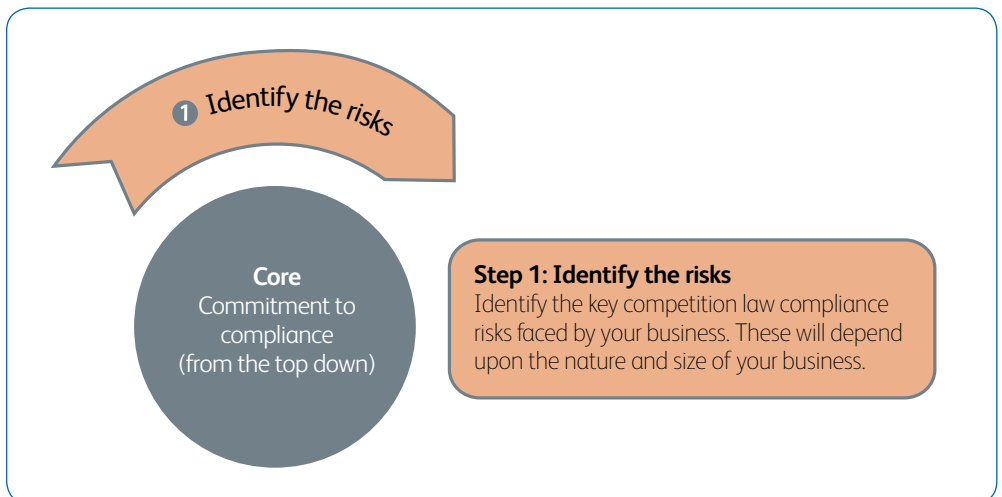 1 Identify the risks
Core
Commitment to
compliance
(from the top down)
Step 1: Identify the risks
Identify the key competition law compliance
risks faced by your business. These will depend
upon the nature and size of your business.